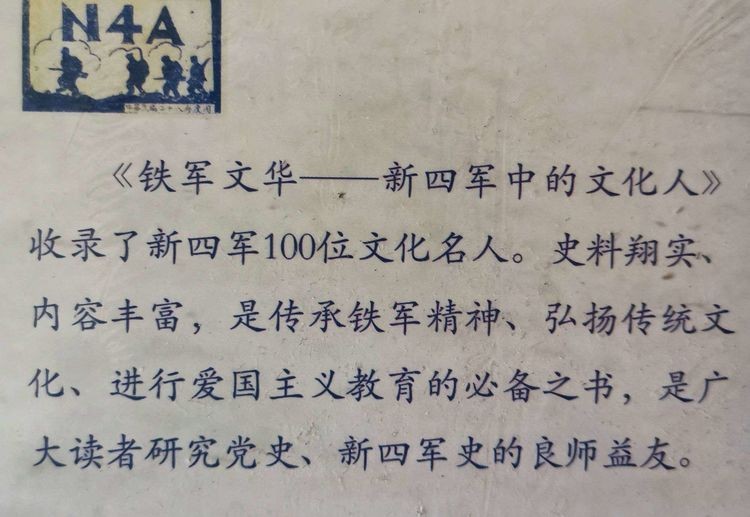 N4A
《铁军文华——新四军中的文化人》
收录了新四军100位文化名人。史料翔实、
内容丰富，是传承铁军精神、弘扬传统文
化、进行爱国主义教育的必备之书，是广
大读者研究党史、新四军史的良师益友。